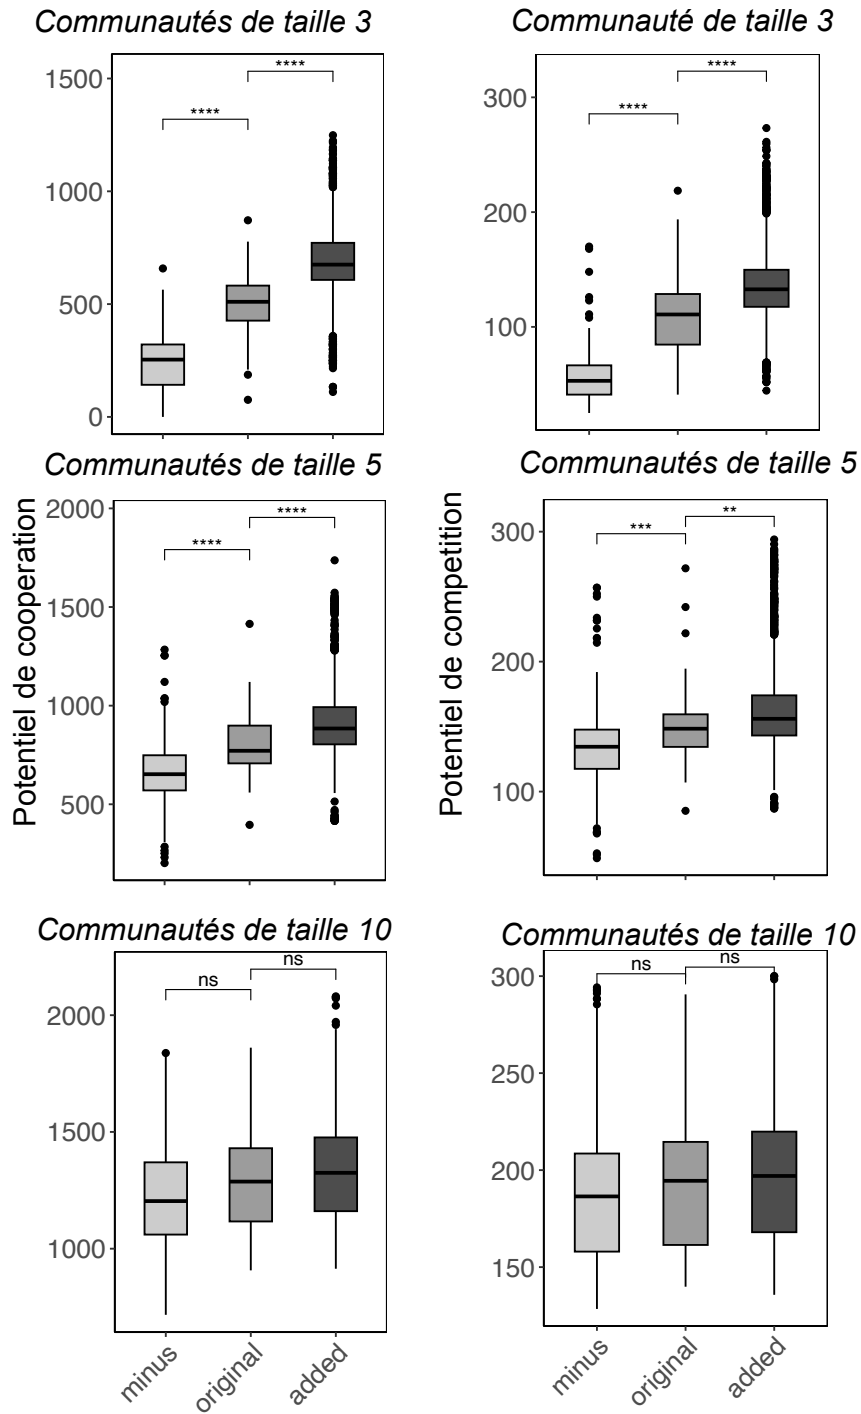 Communautés de taille 3
Communauté de taille 3
1500
1000
500
0
****
****
300
200
100
****
****
Communautés de taille 5
Communautés de taille 5
Potentiel de cooperation
2000
1500
1000
500
****
****
Potentiel de competition
300
200
100
***
**
Communautés de taille 10
Communautés de taille 10
2000
1500
1000
ns
ns
300
250
200
150
ns
ns
minus
original
added
minus
original
added